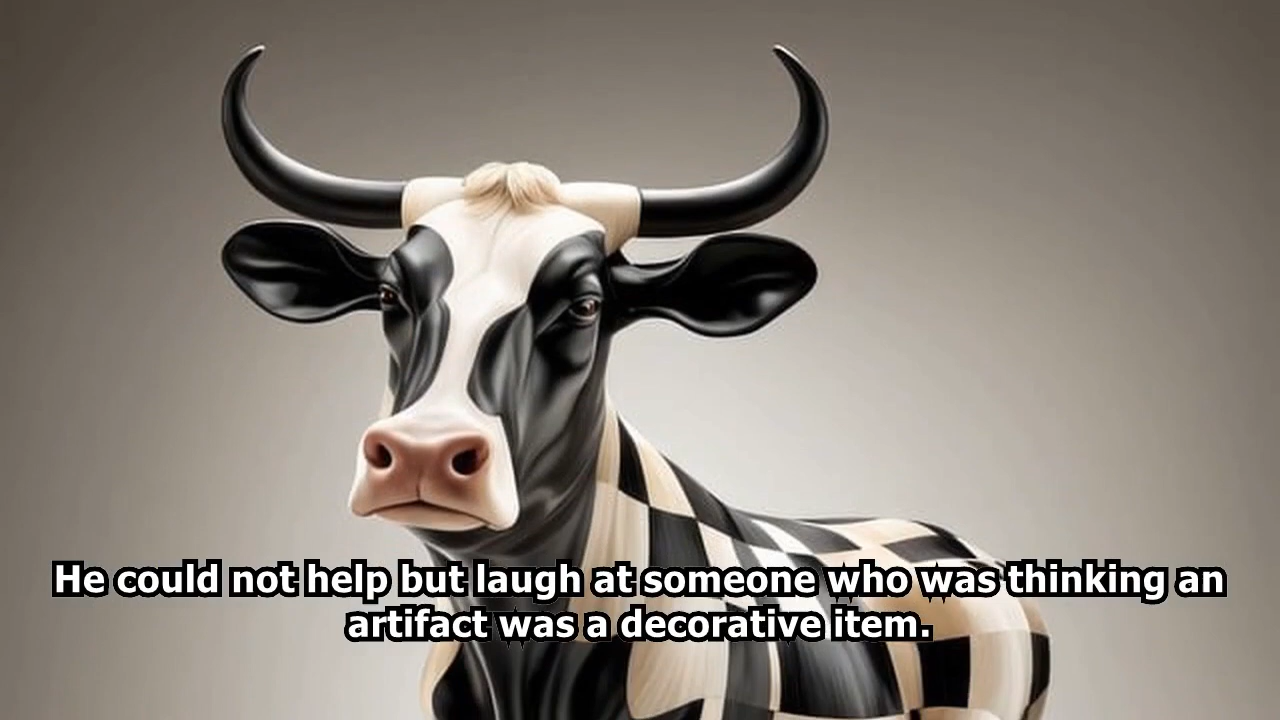 He could not help but laugh at someone who was thinking an
artifact was a decorative item.